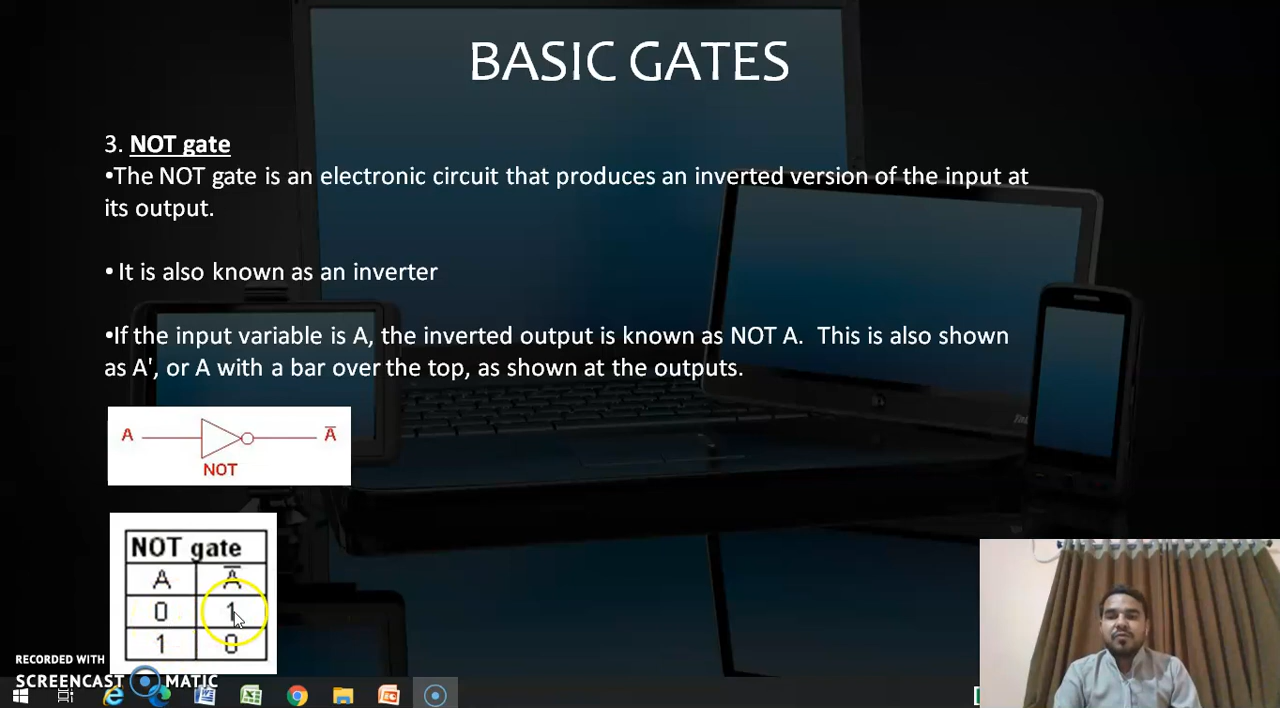 BASIC GATES
3. NOT gate
•The NOT gate is an electronic circuit that produces an inverted version of the input at
its output.
• It is also known as an inverter
•If the input variable is A, the inverted output is known as NOT A.  This is also shown
as A', or A with a bar over the top, as shown at the outputs.
A Ā
NOT
NOT gate
A Ā
0 1
1 0
RECORDED WITH
SCREENCAST MATIC